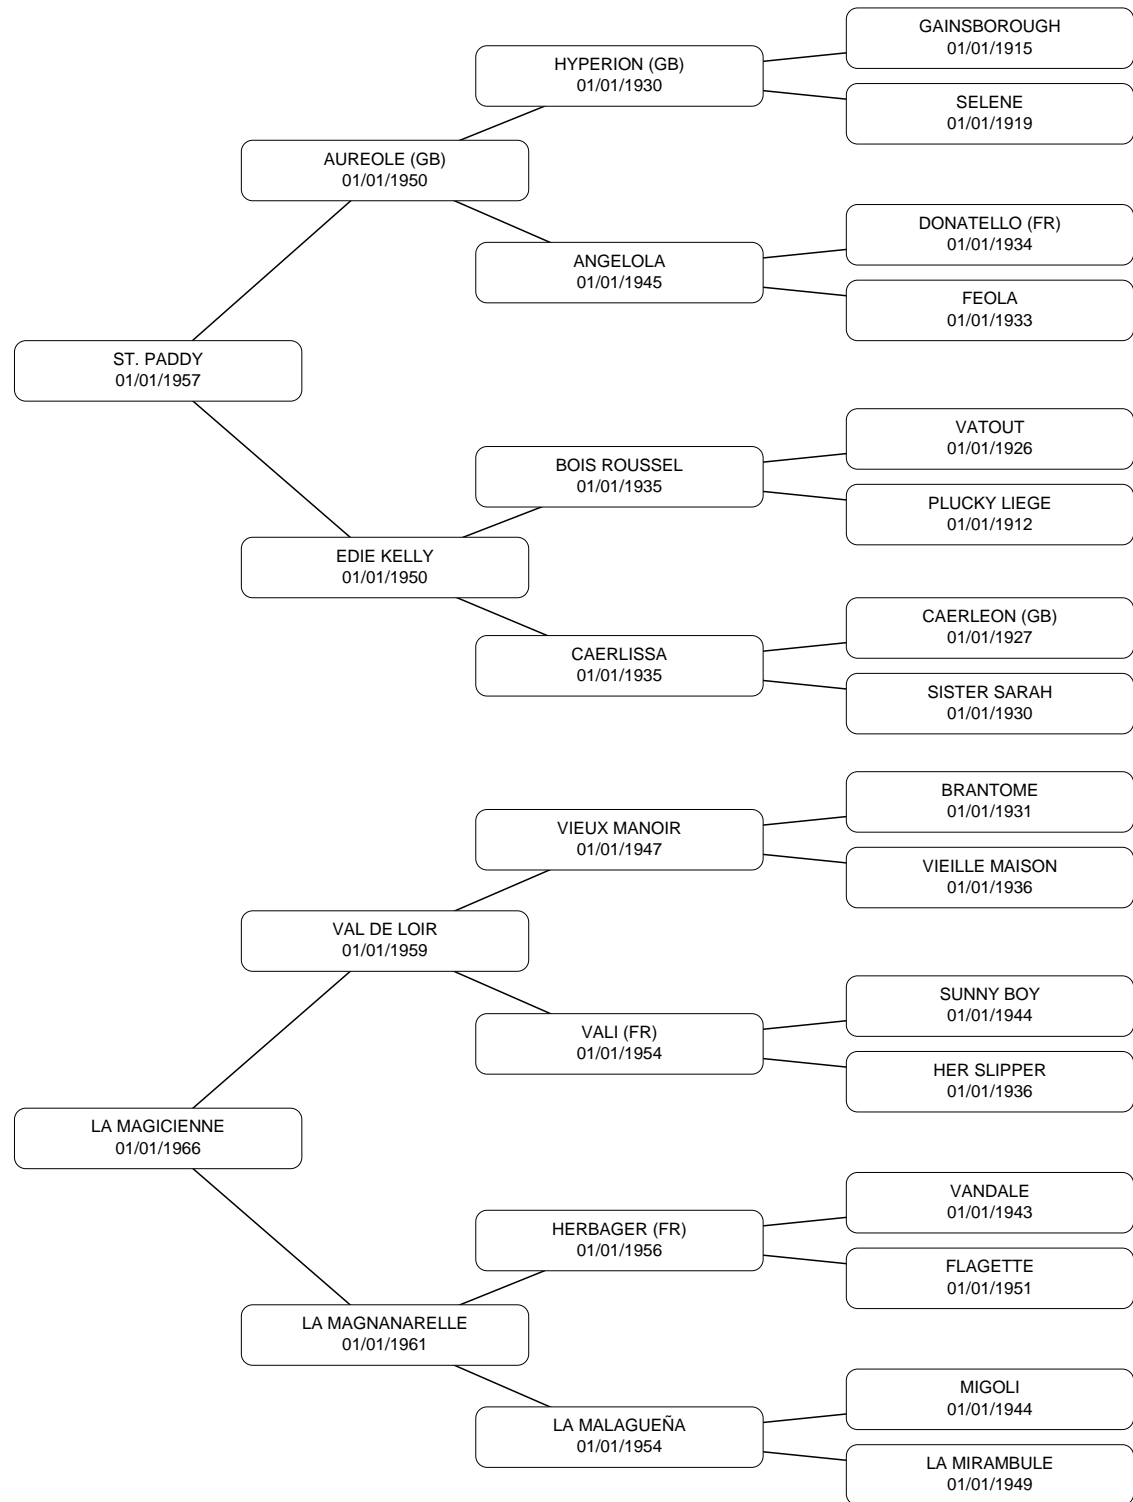 GAINSBOROUGH
01/01/1915
HYPERION (GB)
01/01/1930
SELENE
01/01/1919
AUREOLE (GB)
01/01/1950
DONATELLO (FR)
01/01/1934
ANGELOLA
01/01/1945
FEOLA
01/01/1933
ST. PADDY
01/01/1957
VATOUT
01/01/1926
BOIS ROUSSEL
01/01/1935
PLUCKY LIEGE
01/01/1912
EDIE KELLY
01/01/1950
CAERLEON (GB)
01/01/1927
CAERLISSA
01/01/1935
SISTER SARAH
01/01/1930
BRANTOME
01/01/1931
VIEUX MANOIR
01/01/1947
VIEILLE MAISON
01/01/1936
VAL DE LOIR
01/01/1959
SUNNY BOY
01/01/1944
VALI (FR)
01/01/1954
HER SLIPPER
01/01/1936
LA MAGICIENNE
01/01/1966
VANDALE
01/01/1943
HERBAGER (FR)
01/01/1956
FLAGETTE
01/01/1951
LA MAGNANARELLE
01/01/1961
MIGOLI
01/01/1944
LA MALAGUEÑA
01/01/1954
LA MIRAMBULE
01/01/1949